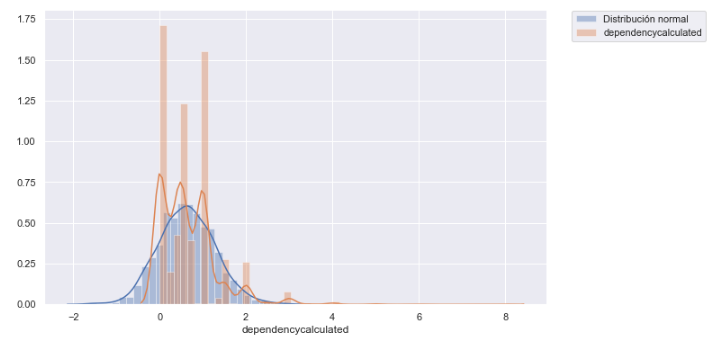 Distribución normal
dependencycalculated
1.75
1.50
1.25
1.00
0.75
0.50
0.25
0.00
−2 0 2 4 6 8
dependencycalculated